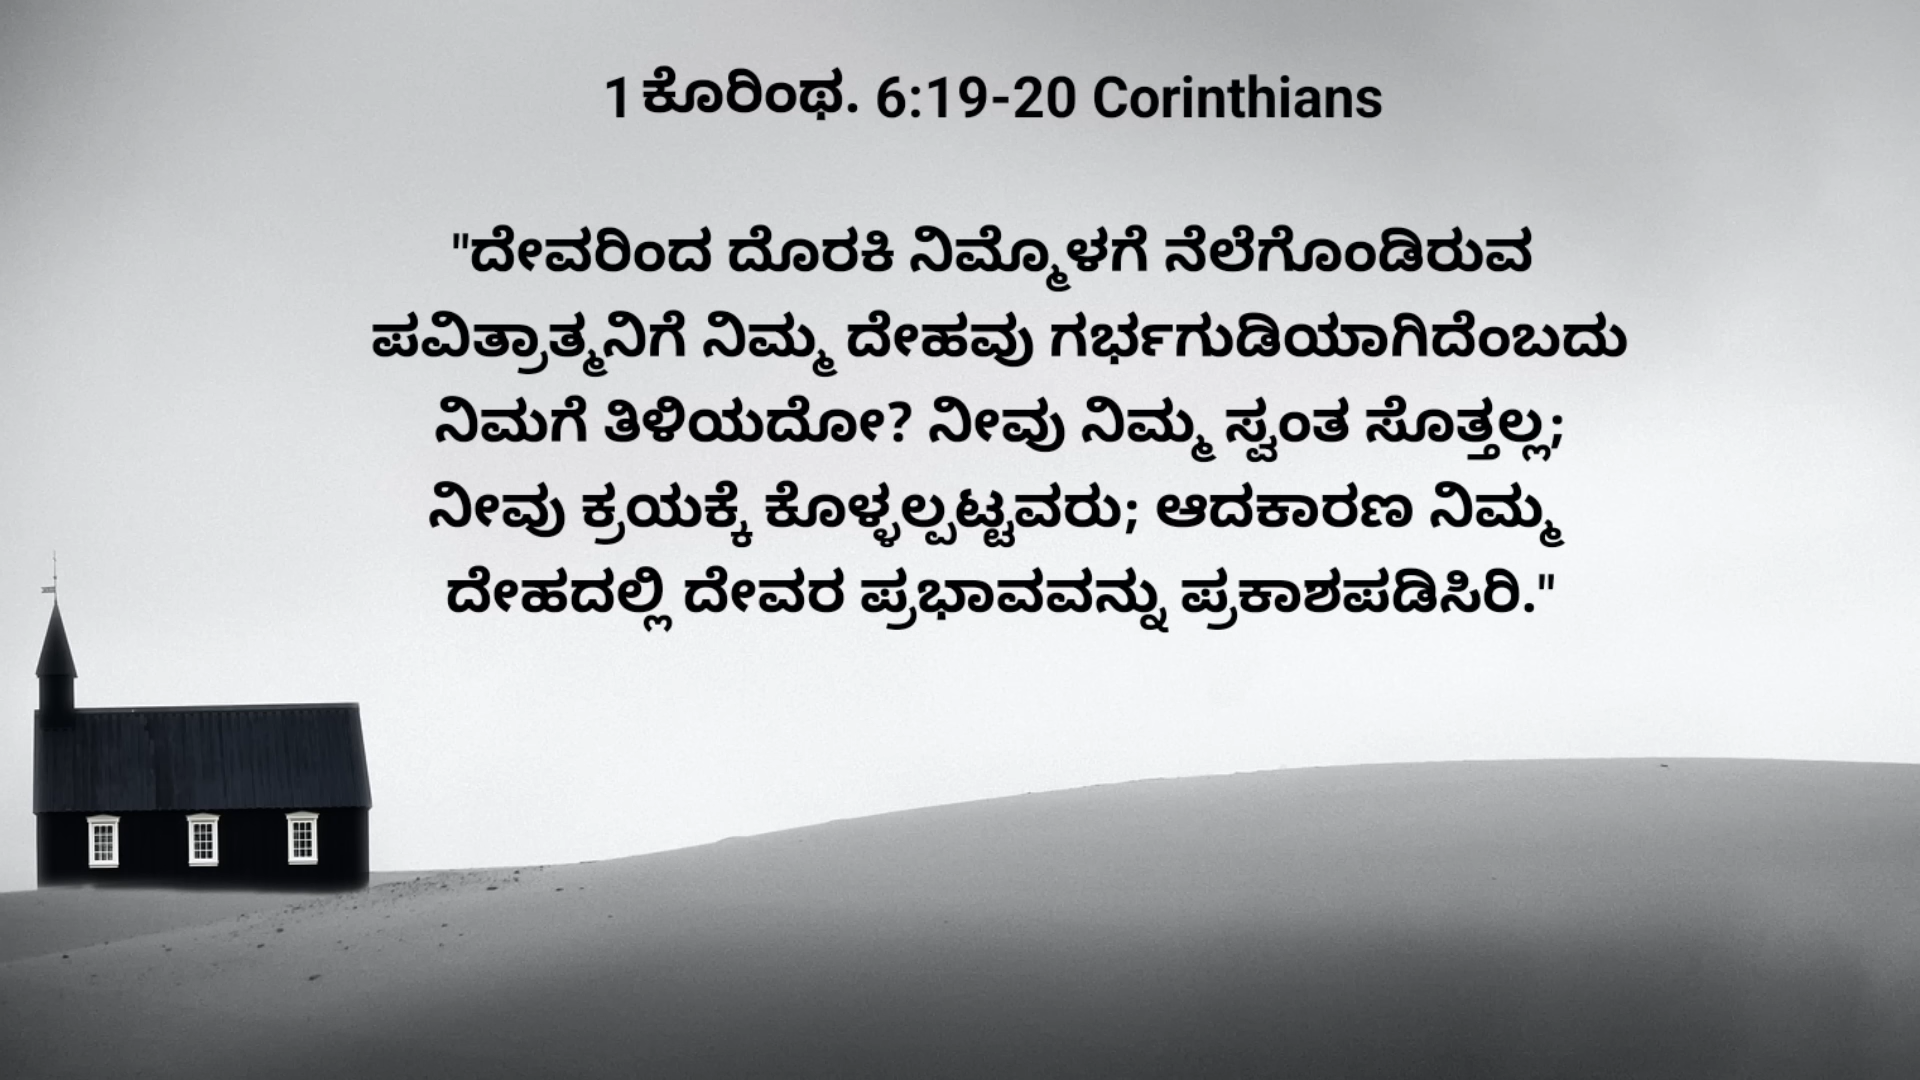 1 ಕೊರಿಂಥ. 6:19-20 Corinthians
"ದೇವರಿಂದ ದೊರಕಿ ನಿಮ್ಮೊಳಗೆ ನೆಲೆಗೊಂಡಿರುವ
ಪವಿತ್ರಾತ್ಮನಿಗೆ ನಿಮ್ಮ ದೇಹವು ಗರ್ಭಗುಡಿಯಾಗಿದೆಂಬದು
ನಿಮಗೆ ತಿಳಿಯದೋ? ನೀವು ನಿಮ್ಮ ಸ್ವಂತ ಸೊತ್ತಲ್ಲ;
ನೀವು ಕ್ರಯಕ್ಕೆ ಕೊಳ್ಳಲ್ಪಟ್ಟವರು; ಆದಕಾರಣ ನಿಮ್ಮ
ದೇಹದಲ್ಲಿ ದೇವರ ಪ್ರಭಾವವನ್ನು ಪ್ರಕಾಶಪಡಿಸಿರಿ."